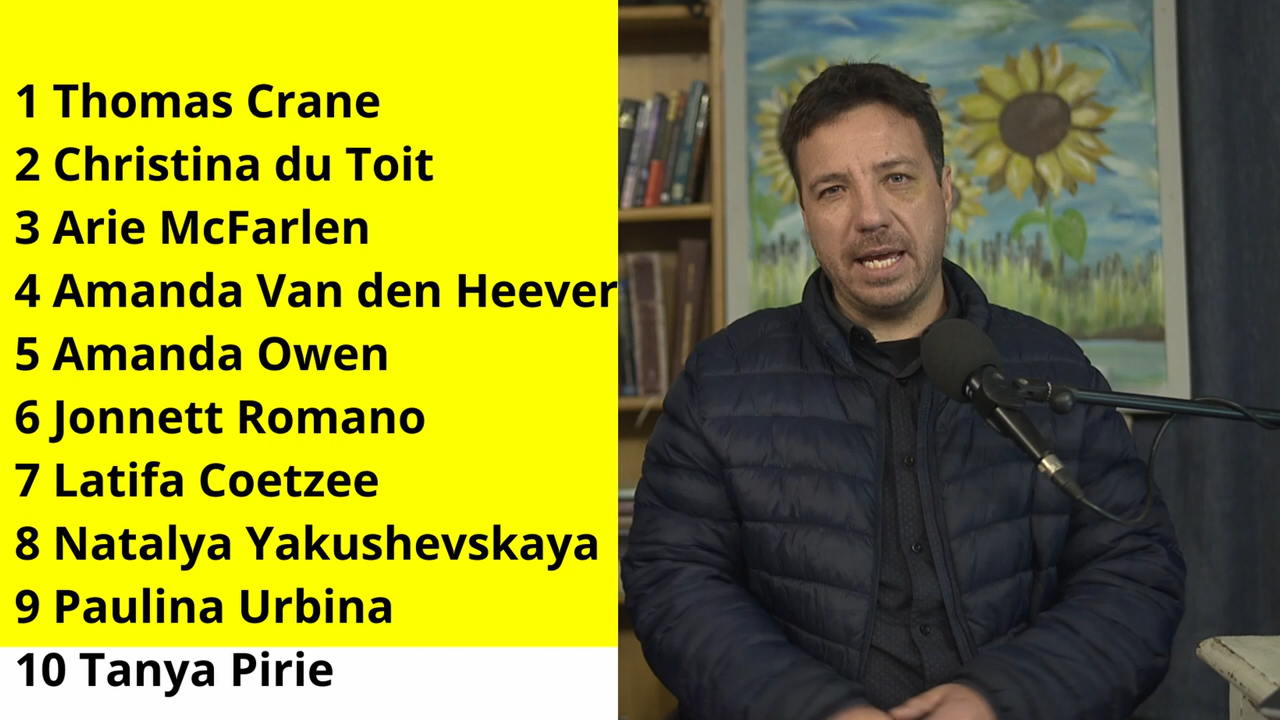 1 Thomas Crane
2 Christina du Toit
3 Arie McFarlen
4 Amanda Van den Heever
5 Amanda Owen
6 Jonnett Romano
7 Latifa Coetzee
8 Natalya Yakushevskaya
9 Paulina Urbina
10 Tanya Pirie